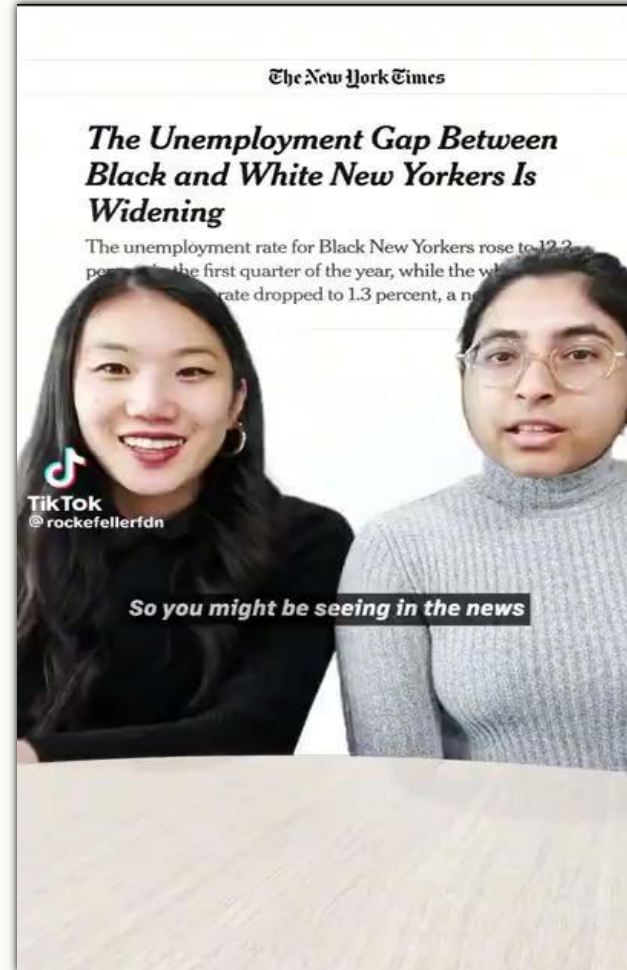 The New York Times
The Unemployment Gap Between
Black and White New Yorkers Is
Widening
The unemployment rate for Black New Yorkers rose to 12.2
the first quarter of the year, while the
rate dropped to 1.3 percent, a
TikTok
@rockefellerfdn
So you might be seeing in the news